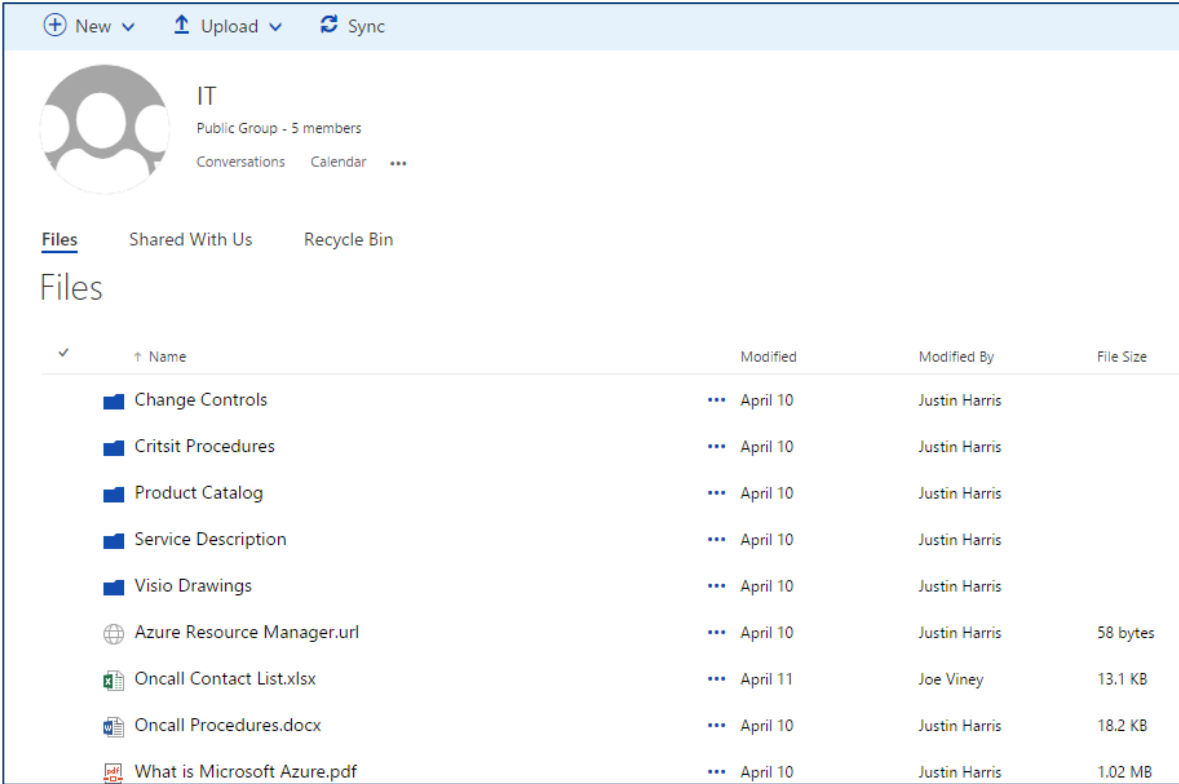 New Upload Sync
IT
Public Group - 5 members
Conversations Calendar •••
Files Shared With Us Recycle Bin
Files
↑ Name Modified Modified By File Size
Change Controls ••• April 10 Justin Harris
Critsit Procedures ••• April 10 Justin Harris
Product Catalog ••• April 10 Justin Harris
Service Description ••• April 10 Justin Harris
Visio Drawings ••• April 10 Justin Harris
Azure Resource Manager.url ••• April 10 Justin Harris 58 bytes
Oncall Contact List.xlsx ••• April 11 Joe Viney 13.1 KB
Oncall Procedures.docx ••• April 10 Justin Harris 18.2 KB
What is Microsoft Azure.pdf ••• April 10 Justin Harris 1.02 MB